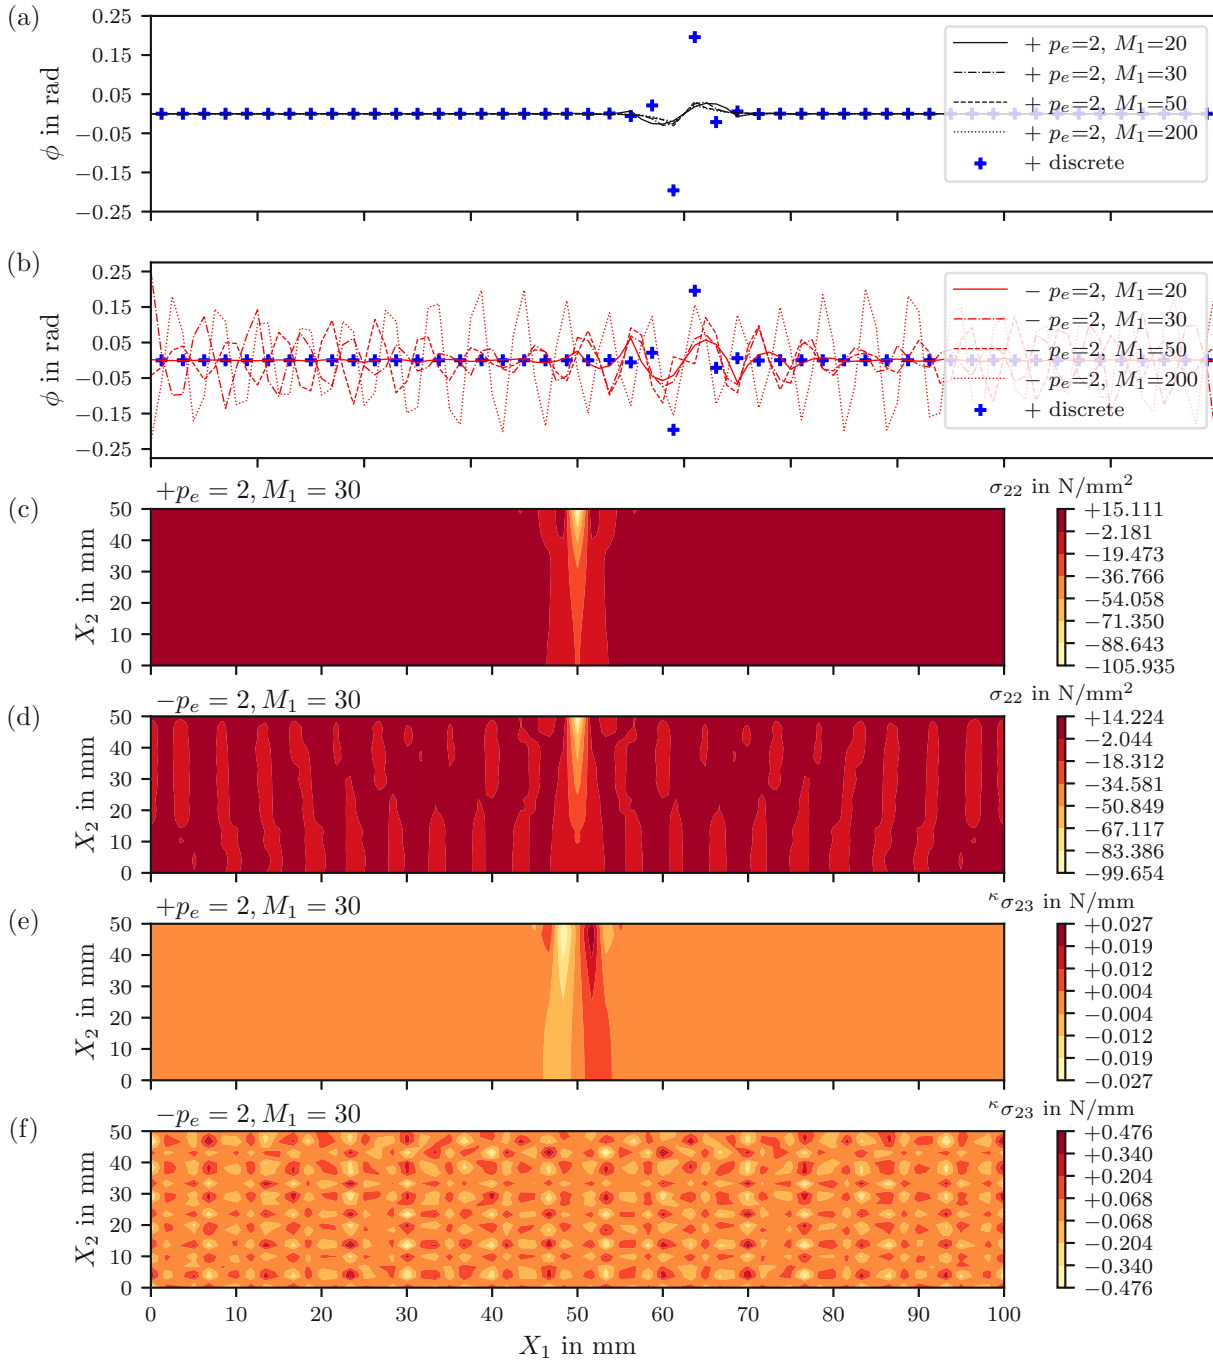 (a)
0.25
0.15
0.05
−0.05
−0.15
−0.25
ϕ in rad
+ pₑ=2, M₁=20
+ pₑ=2, M₁=30
+ pₑ=2, M₁=50
+ pₑ=2, M₁=200
+ discrete
(b)
0.25
0.15
0.05
−0.05
−0.15
−0.25
ϕ in rad
− pₑ=2, M₁=20
− pₑ=2, M₁=30
− pₑ=2, M₁=50
− pₑ=2, M₁=200
+ discrete
+pₑ = 2, M₁ = 30
σ₂₂ in N/mm²
(c)
50
40
30
20
10
0
X₂ in mm
+15.111
−2.181
−19.473
−36.766
−54.058
−71.350
−88.643
−105.935
−pₑ = 2, M₁ = 30
σ₂₂ in N/mm²
(d)
50
40
30
20
10
0
X₂ in mm
+14.224
−2.044
−18.312
−34.581
−50.849
−67.117
−83.386
−99.654
+pₑ = 2, M₁ = 30
κσ₂₃ in N/mm
(e)
50
40
30
20
10
0
X₂ in mm
+0.027
+0.019
+0.012
+0.004
−0.004
−0.012
−0.019
−0.027
−pₑ = 2, M₁ = 30
κσ₂₃ in N/mm
(f)
50
40
30
20
10
0
X₂ in mm
+0.476
+0.340
+0.204
+0.068
−0.068
−0.204
−0.340
−0.476
0 10 20 30 40 50 60 70 80 90 100
X₁ in mm